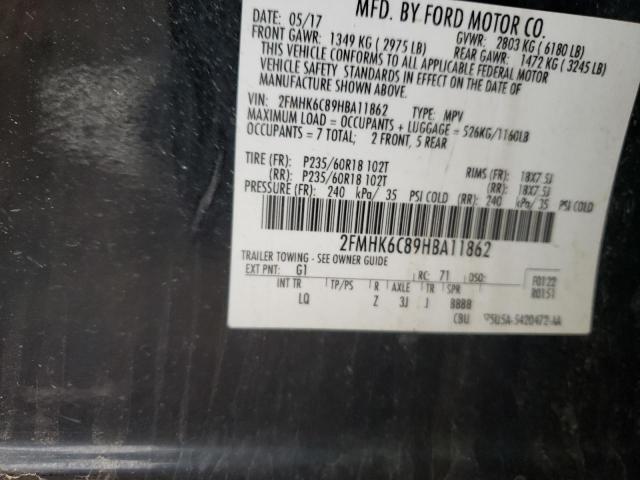 MFD. BY FORD MOTOR CO.
DATE: 05/17 GVWR: 2803 KG ( 6180 LB)
FRONT GAWR: 1349 KG ( 2975 LB) REAR GAWR: 1472 KG ( 3245 LB)
THIS VEHICLE CONFORMS TO ALL APPLICABLE FEDERAL MOTOR
VEHICLE SAFETY STANDARDS IN EFFECT ON THE DATE OF
MANUFACTURE SHOWN ABOVE.
VIN: 2FMHK6C89HBA11862 TYPE: MPV
MAXIMUM LOAD = OCCUPANTS + LUGGAGE = 526KG/1160LB
OCCUPANTS = 7 TOTAL; 2 FRONT, 5 REAR
TIRE (FR): P235/60R18 102T RIMS (FR): 18X7.5J
(RR): P235/60R18 102T (RR): 18X7.5J
PRESSURE (FR): 240 kPa/ 35 PSI COLD (RR): 240 kPa/ 35 PSI COLD
2FMHK6C89HBA11862
TRAILER TOWING - SEE OWNER GUIDE
EXT PNT: G1 RC: 71 DSO: F0122
INT TR TP/PS R AXLE TR SPR R0151
LQ Z 3J J BBBB
CBU